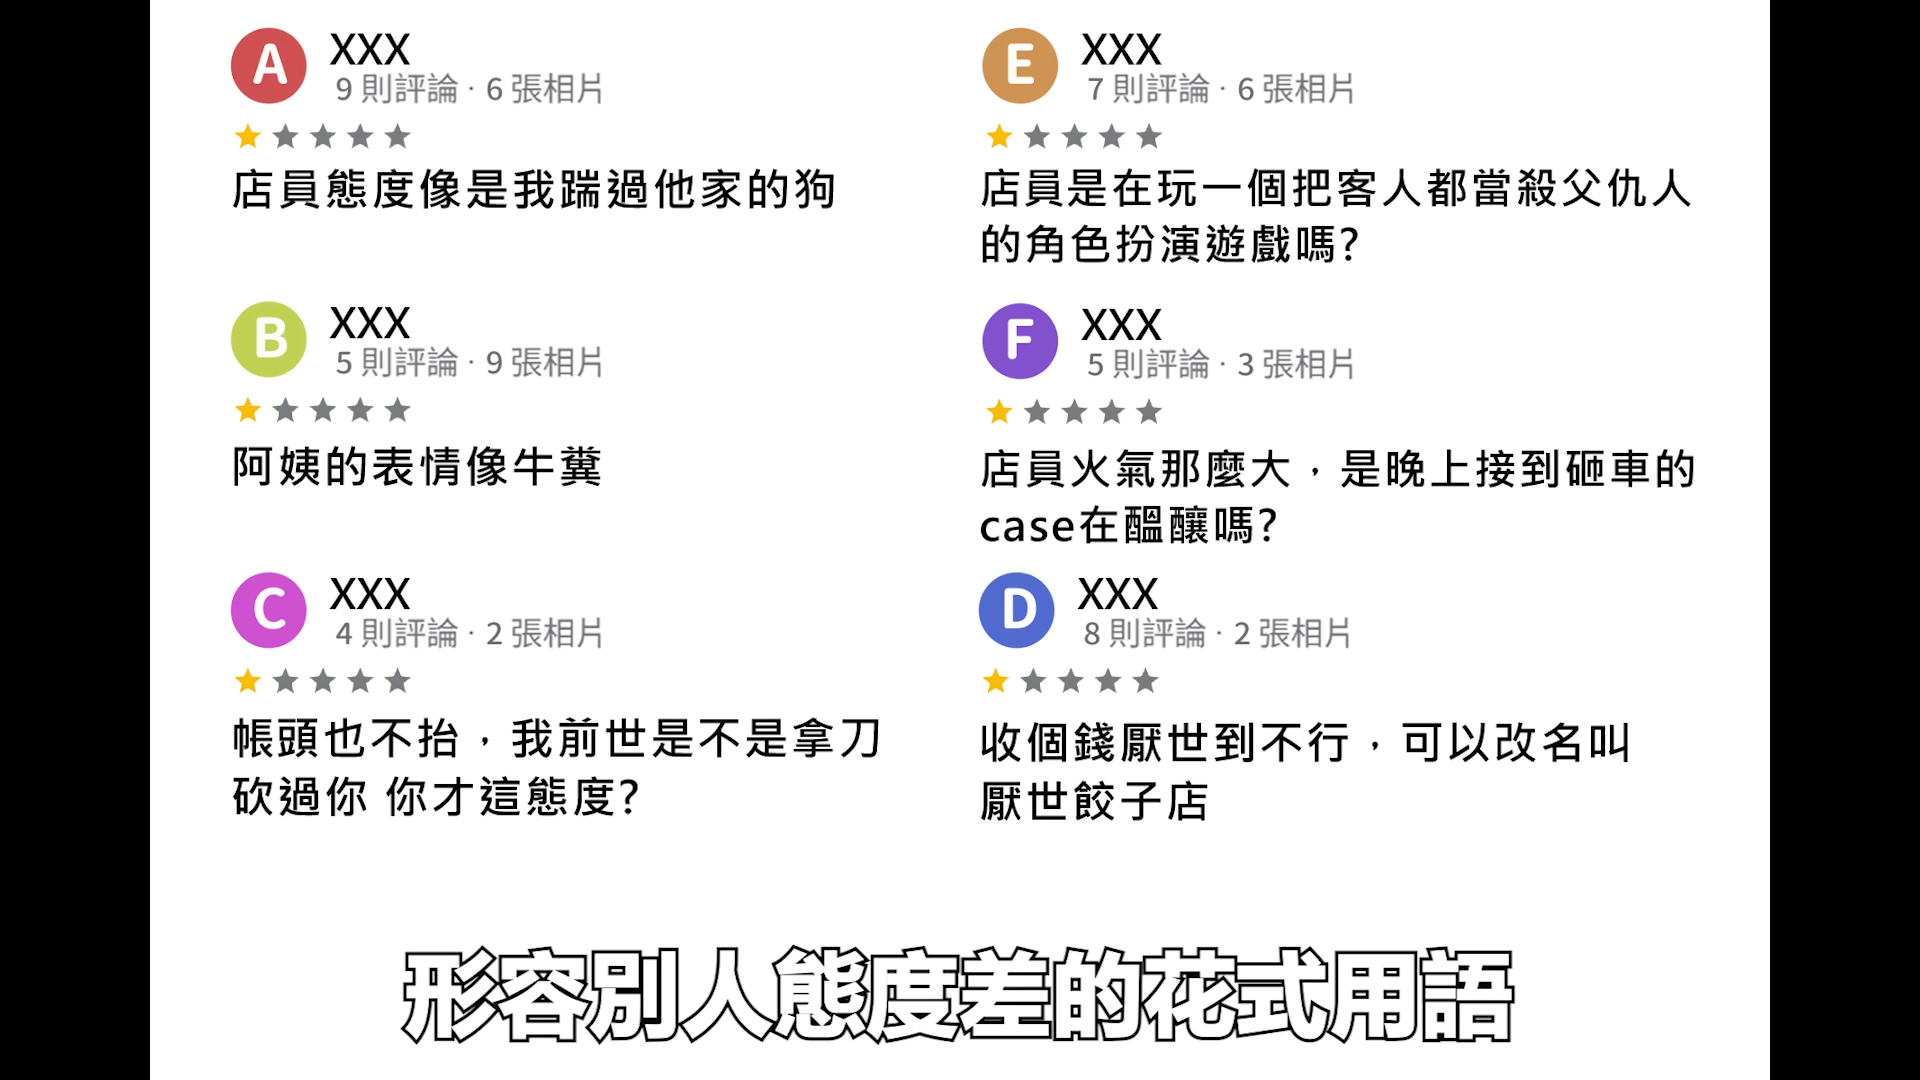 A
XXX
9 則評論 · 6 張相片
店員態度像是我踹過他家的狗
B
XXX
5 則評論 · 9 張相片
阿姨的表情像牛糞
C
XXX
4 則評論 · 2 張相片
帳頭也不抬，我前世是不是拿刀
砍過你 你才這態度?
E
XXX
7 則評論 · 6 張相片
店員是在玩一個把客人都當殺父仇人
的角色扮演遊戲嗎?
F
XXX
5 則評論 · 3 張相片
店員火氣那麼大，是晚上接到砸車的
case在醞釀嗎?
D
XXX
8 則評論 · 2 張相片
收個錢厭世到不行，可以改名叫
厭世餃子店
形容別人態度差的花式用語